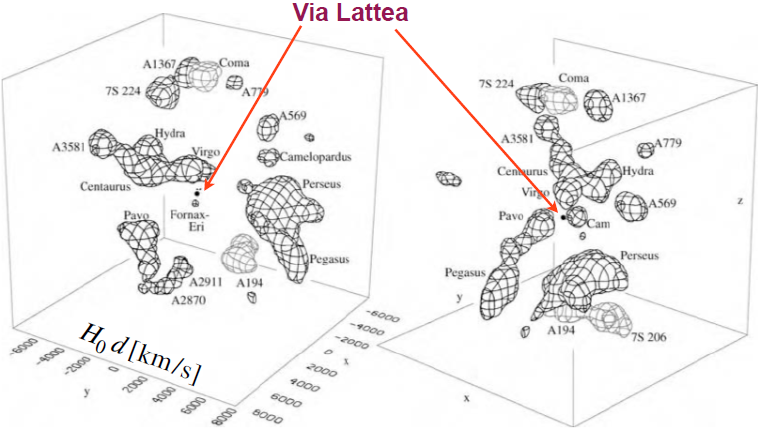 Via Lattea
A1367
Coma
7S 224
A779
A569
A3581
Hydra
Virgo
Camelopardus
Centaurus
Perseus
Fornax-
Eri
Pavo
Pegasus
A2911
A194
A2870
H₀ d [km/s]
-6000
-4000
-2000
0
2000
4000
6000
8000
y
-6000
-4000
-2000
0
2000
4000
6000
8000
x
Coma
7S 224
A1367
A3581
A779
Centaurus
Hydra
Virgo
z
A569
Pavo
Cam
Perseus
Pegasus
y
A194
7S 206
x